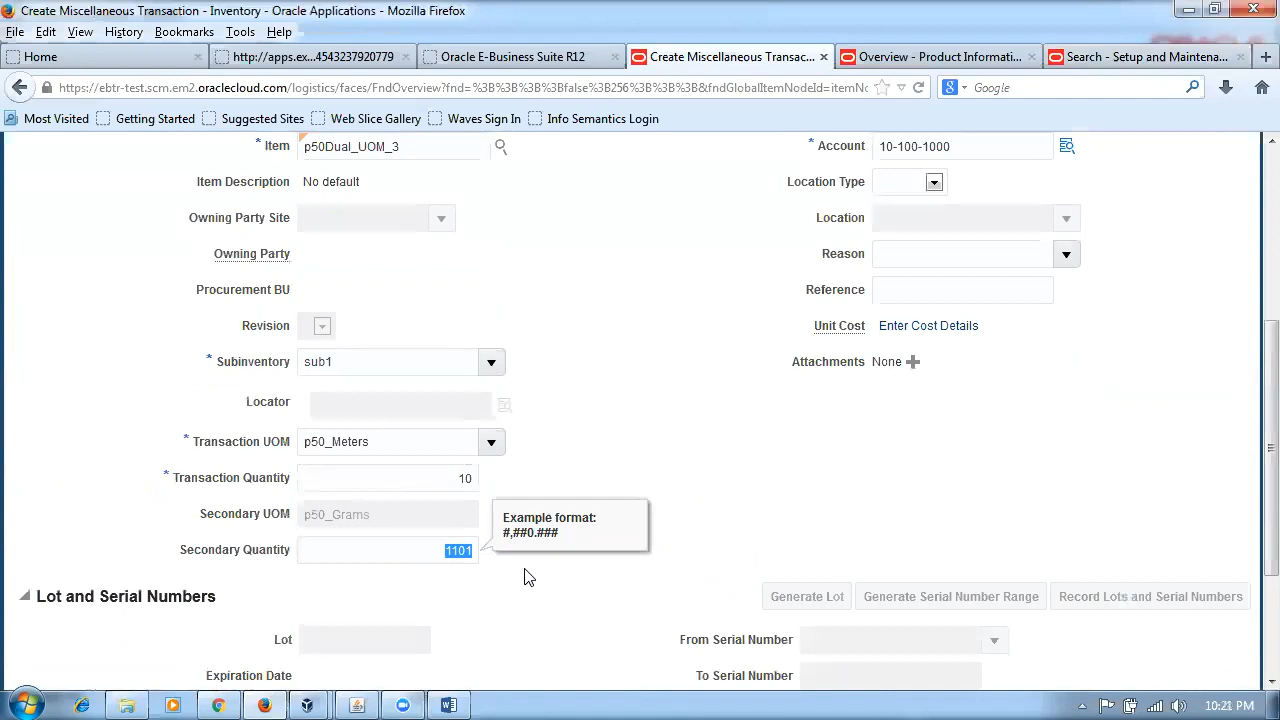 Create Miscellaneous Transaction - Inventory - Oracle Applications - Mozilla Firefox
File Edit View History Bookmarks Tools Help
Home http://apps.ex...4543237920779 Oracle E-Business Suite R12 Create Miscellaneous Transac... Overview - Product Informati... Search - Setup and Maintena...
https://ebtr-test.scm.em2.oraclecloud.com/logistics/faces/FndOverview?fnd=%3B%3B%3B%3Bfalse%3B256%3B%3B%3B&fndGlobalItemNodeId=itemNo Google
Most Visited Getting Started Suggested Sites Web Slice Gallery Waves Sign In Info Semantics Login
* Item p50Dual_UOM_3 * Account 10-100-1000
Item Description No default Location Type
Owning Party Site Location
Owning Party Reason
Procurement BU Reference
Revision Unit Cost Enter Cost Details
* Subinventory sub1 Attachments None
Locator
* Transaction UOM p50_Meters
* Transaction Quantity 10
Secondary UOM p50_Grams
Example format:
#,##0.###
Secondary Quantity 1101
Lot and Serial Numbers Generate Lot Generate Serial Number Range Record Lots and Serial Numbers
Lot From Serial Number
Expiration Date To Serial Number
10:21 PM